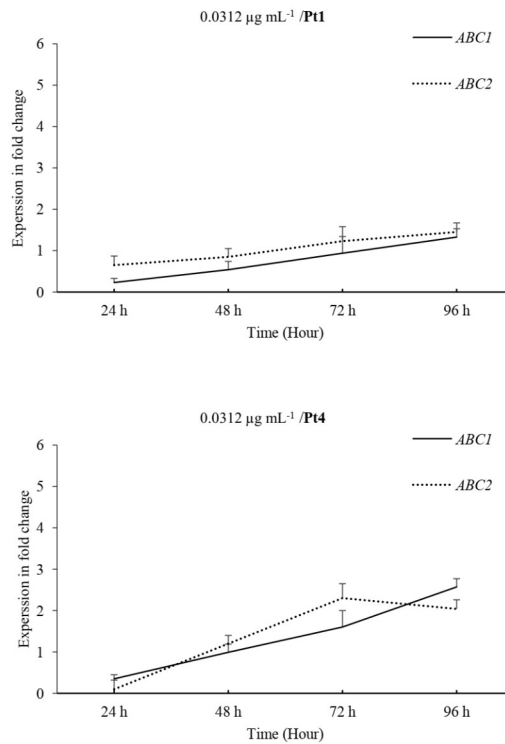 0.0312 µg mL⁻¹ /Pt1
ABC1
ABC2
Experssion in fold change
6
5
4
3
2
1
0
24 h 48 h 72 h 96 h
Time (Hour)
0.0312 µg mL⁻¹ /Pt4
ABC1
ABC2
Experssion in fold change
6
5
4
3
2
1
0
24 h 48 h 72 h 96 h
Time (Hour)